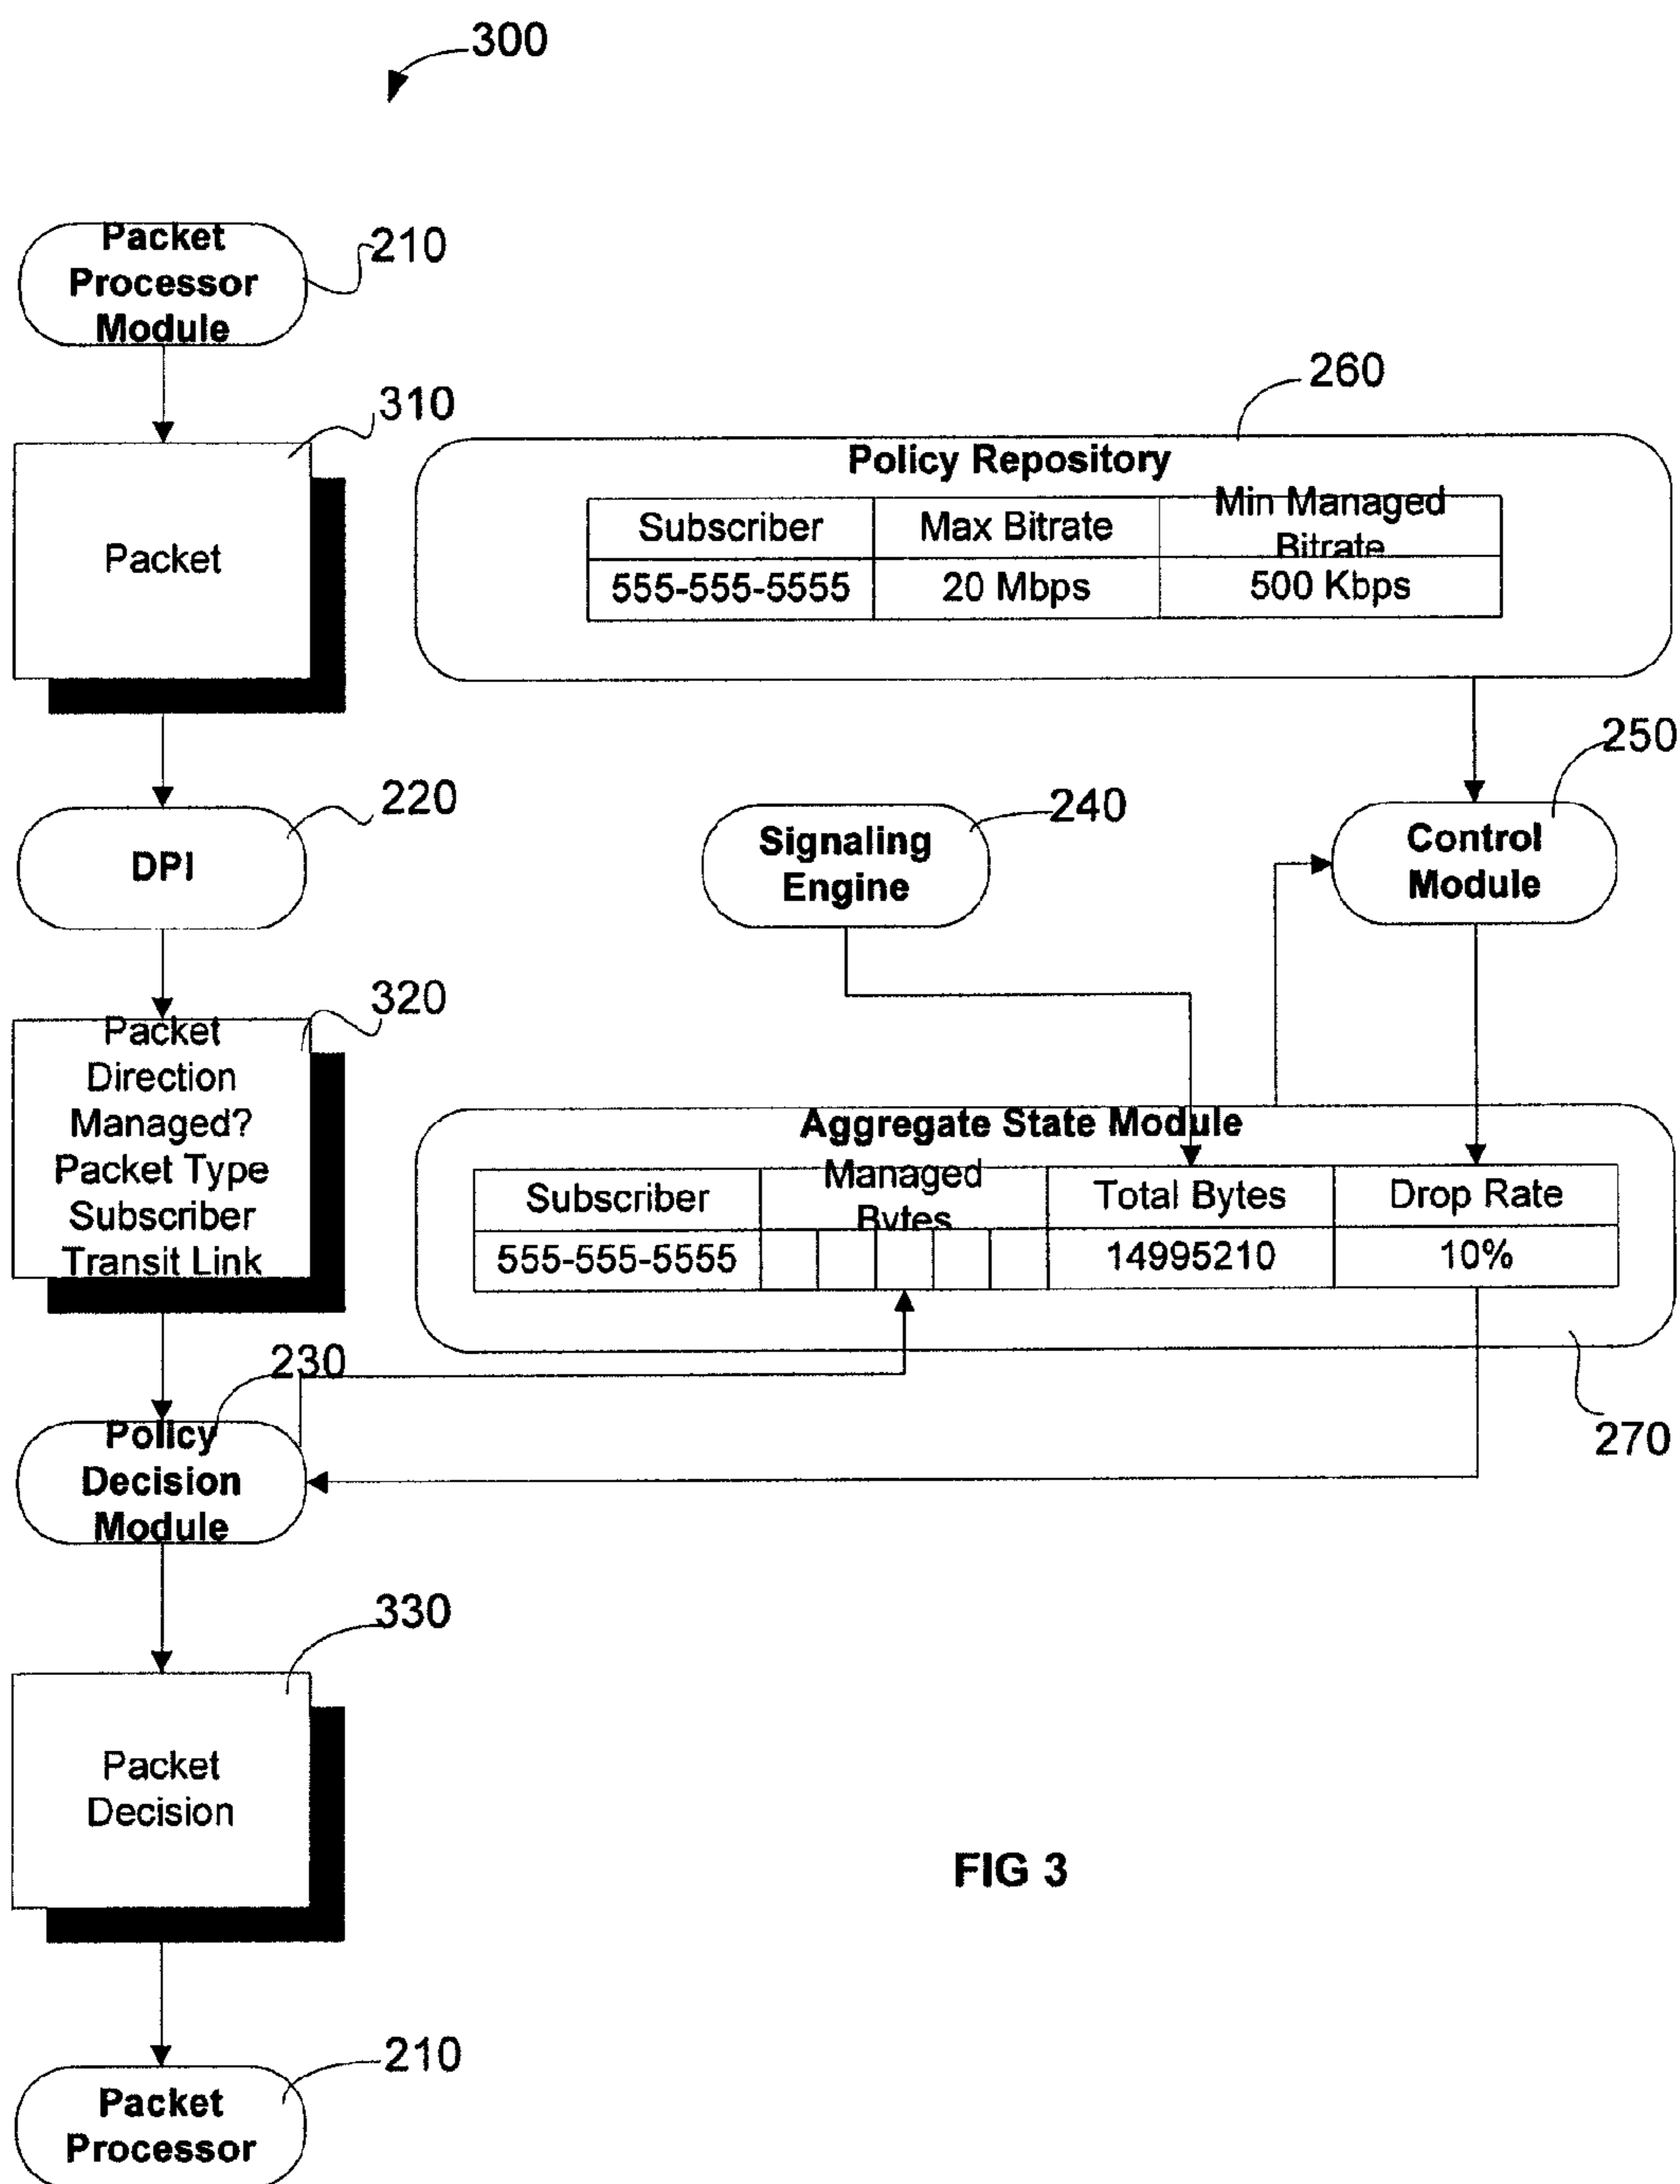 300
Packet
Processor
Module
210
310
Packet
260
Policy Repository
Subscriber
Max Bitrate
Min Managed
Bitrate
555-555-5555
20 Mbps
500 Kbps
220
DPI
240
Signaling
Engine
250
Control
Module
320
Packet
Direction
Managed?
Packet Type
Subscriber
Transit Link
Aggregate State Module
Subscriber
Managed
Bytes
Total Bytes
Drop Rate
555-555-5555
14995210
10%
270
230
Policy
Decision
Module
330
Packet
Decision
FIG 3
210
Packet
Processor